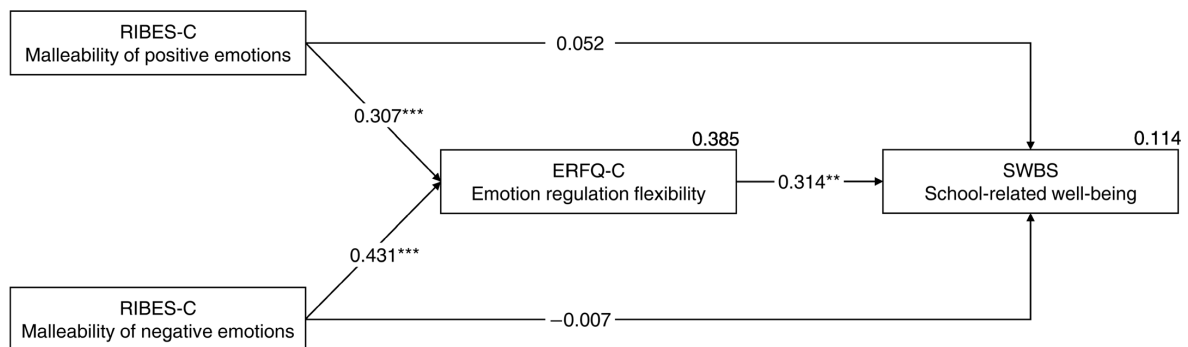 RIBES-C
Malleability of positive emotions
0.052
0.307***
0.385
0.114
ERFQ-C
Emotion regulation flexibility
0.314**
SWBS
School-related well-being
0.431***
RIBES-C
Malleability of negative emotions
−0.007